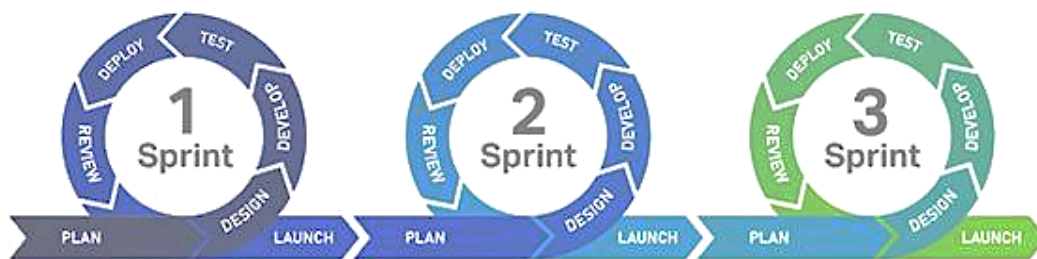 PLAN
DESIGN
DEVELOP
TEST
DEPLOY
REVIEW
1
Sprint
LAUNCH
PLAN
DESIGN
DEVELOP
TEST
DEPLOY
REVIEW
2
Sprint
LAUNCH
PLAN
DESIGN
DEVELOP
TEST
DEPLOY
REVIEW
3
Sprint
LAUNCH